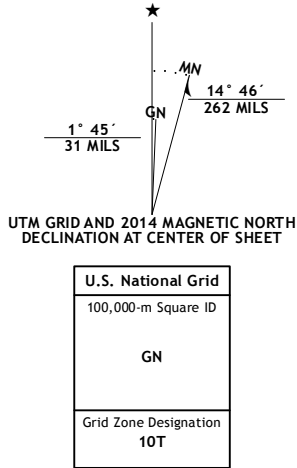 MN
GN
1° 45´
31 MILS
14° 46´
262 MILS
UTM GRID AND 2014 MAGNETIC NORTH
DECLINATION AT CENTER OF SHEET
U.S. National Grid
100,000-m Square ID
GN
Grid Zone Designation
10T